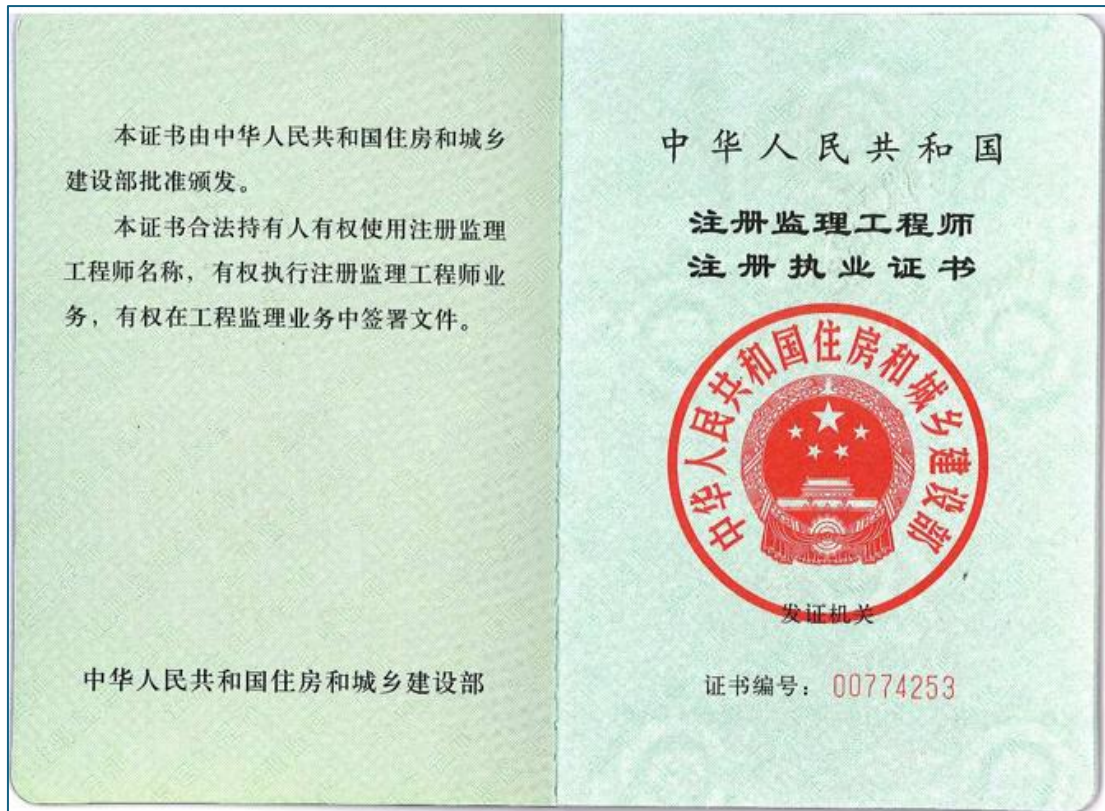 本证书由中华人民共和国住房和城乡
建设部批准颁发。
本证书合法持有人有权使用注册监理
工程师名称，有权执行注册监理工程师业
务，有权在工程监理业务中签署文件。
中华人民共和国住房和城乡建设部
中华人民共和国
注册监理工程师
注册执业证书
中华人民共和国住房和城乡建设部
发证机关
证书编号：00774253